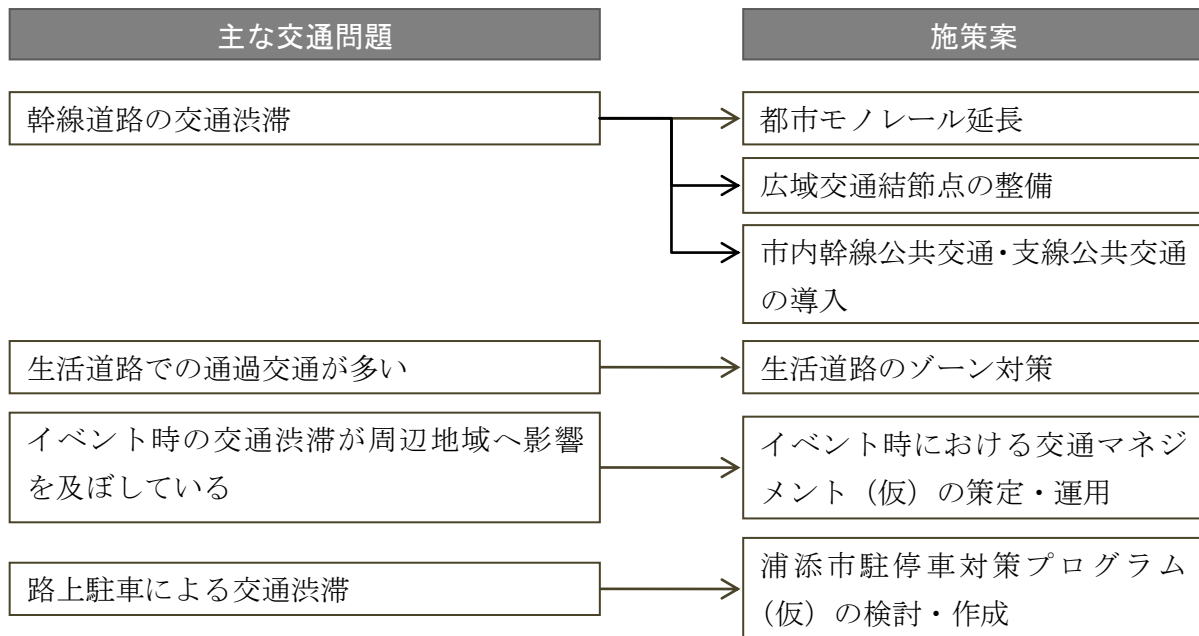 主な交通問題
施策案
幹線道路の交通渋滞
都市モノレール延長
広域交通結節点の整備
市内幹線公共交通・支線公共交通
の導入
生活道路での通過交通が多い
生活道路のゾーン対策
イベント時の交通渋滞が周辺地域へ影響
を及ぼしている
イベント時における交通マネジ
メント（仮）の策定・運用
路上駐車による交通渋滞
浦添市駐停車対策プログラム
（仮）の検討・作成